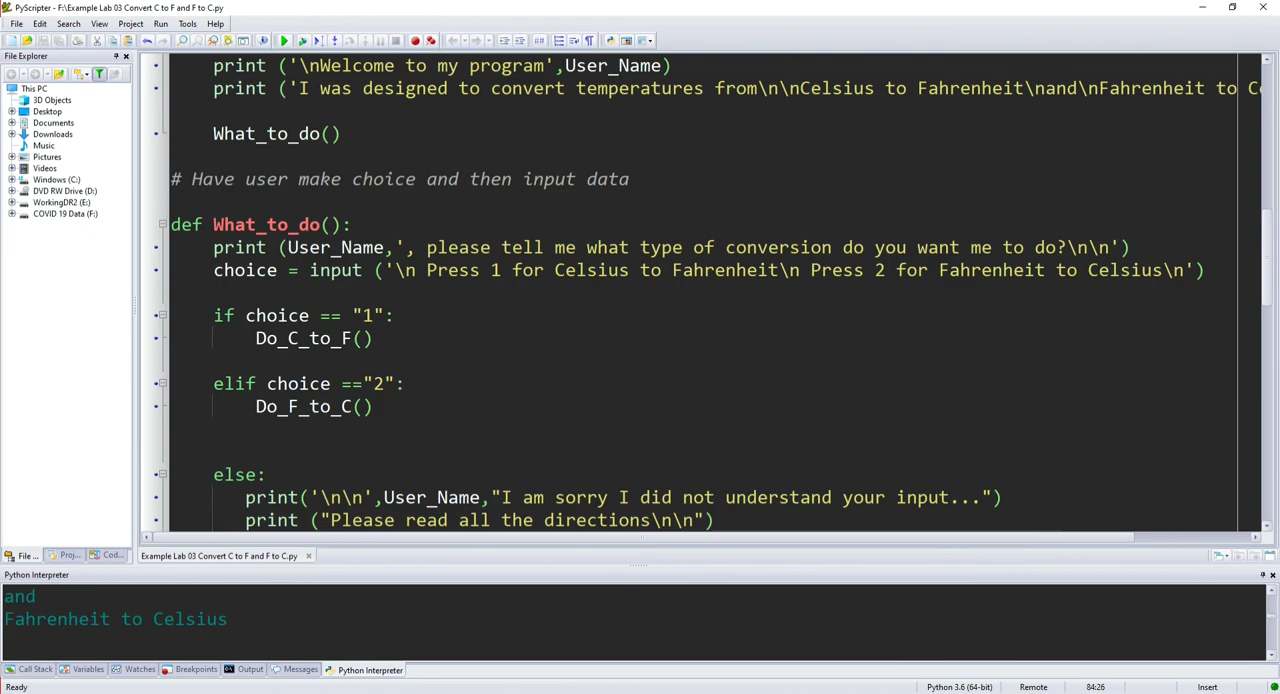 PyScripter - F:\Example Lab 03 Convert C to F and F to C.py
File Edit Search View Project Run Tools Help
File Explorer
This PC
3D Objects
Desktop
Documents
Downloads
Music
Pictures
Videos
Windows (C:)
DVD RW Drive (D:)
WorkingDR2 (E:)
COVID 19 Data (F:)
print ('\nWelcome to my program',User_Name)
print ('I was designed to convert temperatures from\n\nCelsius to Fahrenheit\nand\nFahrenheit to
What_to_do()
# Have user make choice and then input data
def What_to_do():
print (User_Name,', please tell me what type of conversion do you want me to do?\n\n')
choice = input ('\n Press 1 for Celsius to Fahrenheit\n Press 2 for Fahrenheit to Celsius\n')
if choice == "1":
Do_C_to_F()
elif choice =="2":
Do_F_to_C()
else:
print('\n\n',User_Name,"I am sorry I did not understand your input...")
print ("Please read all the directions\n\n")
File ... Proj... Cod...
Example Lab 03 Convert C to F and F to C.py
Python Interpreter
and
Fahrenheit to Celsius
Call Stack Variables Watches Breakpoints Output Messages Python Interpreter
Ready Python 3.6 (64-bit) Remote 84:26 Insert